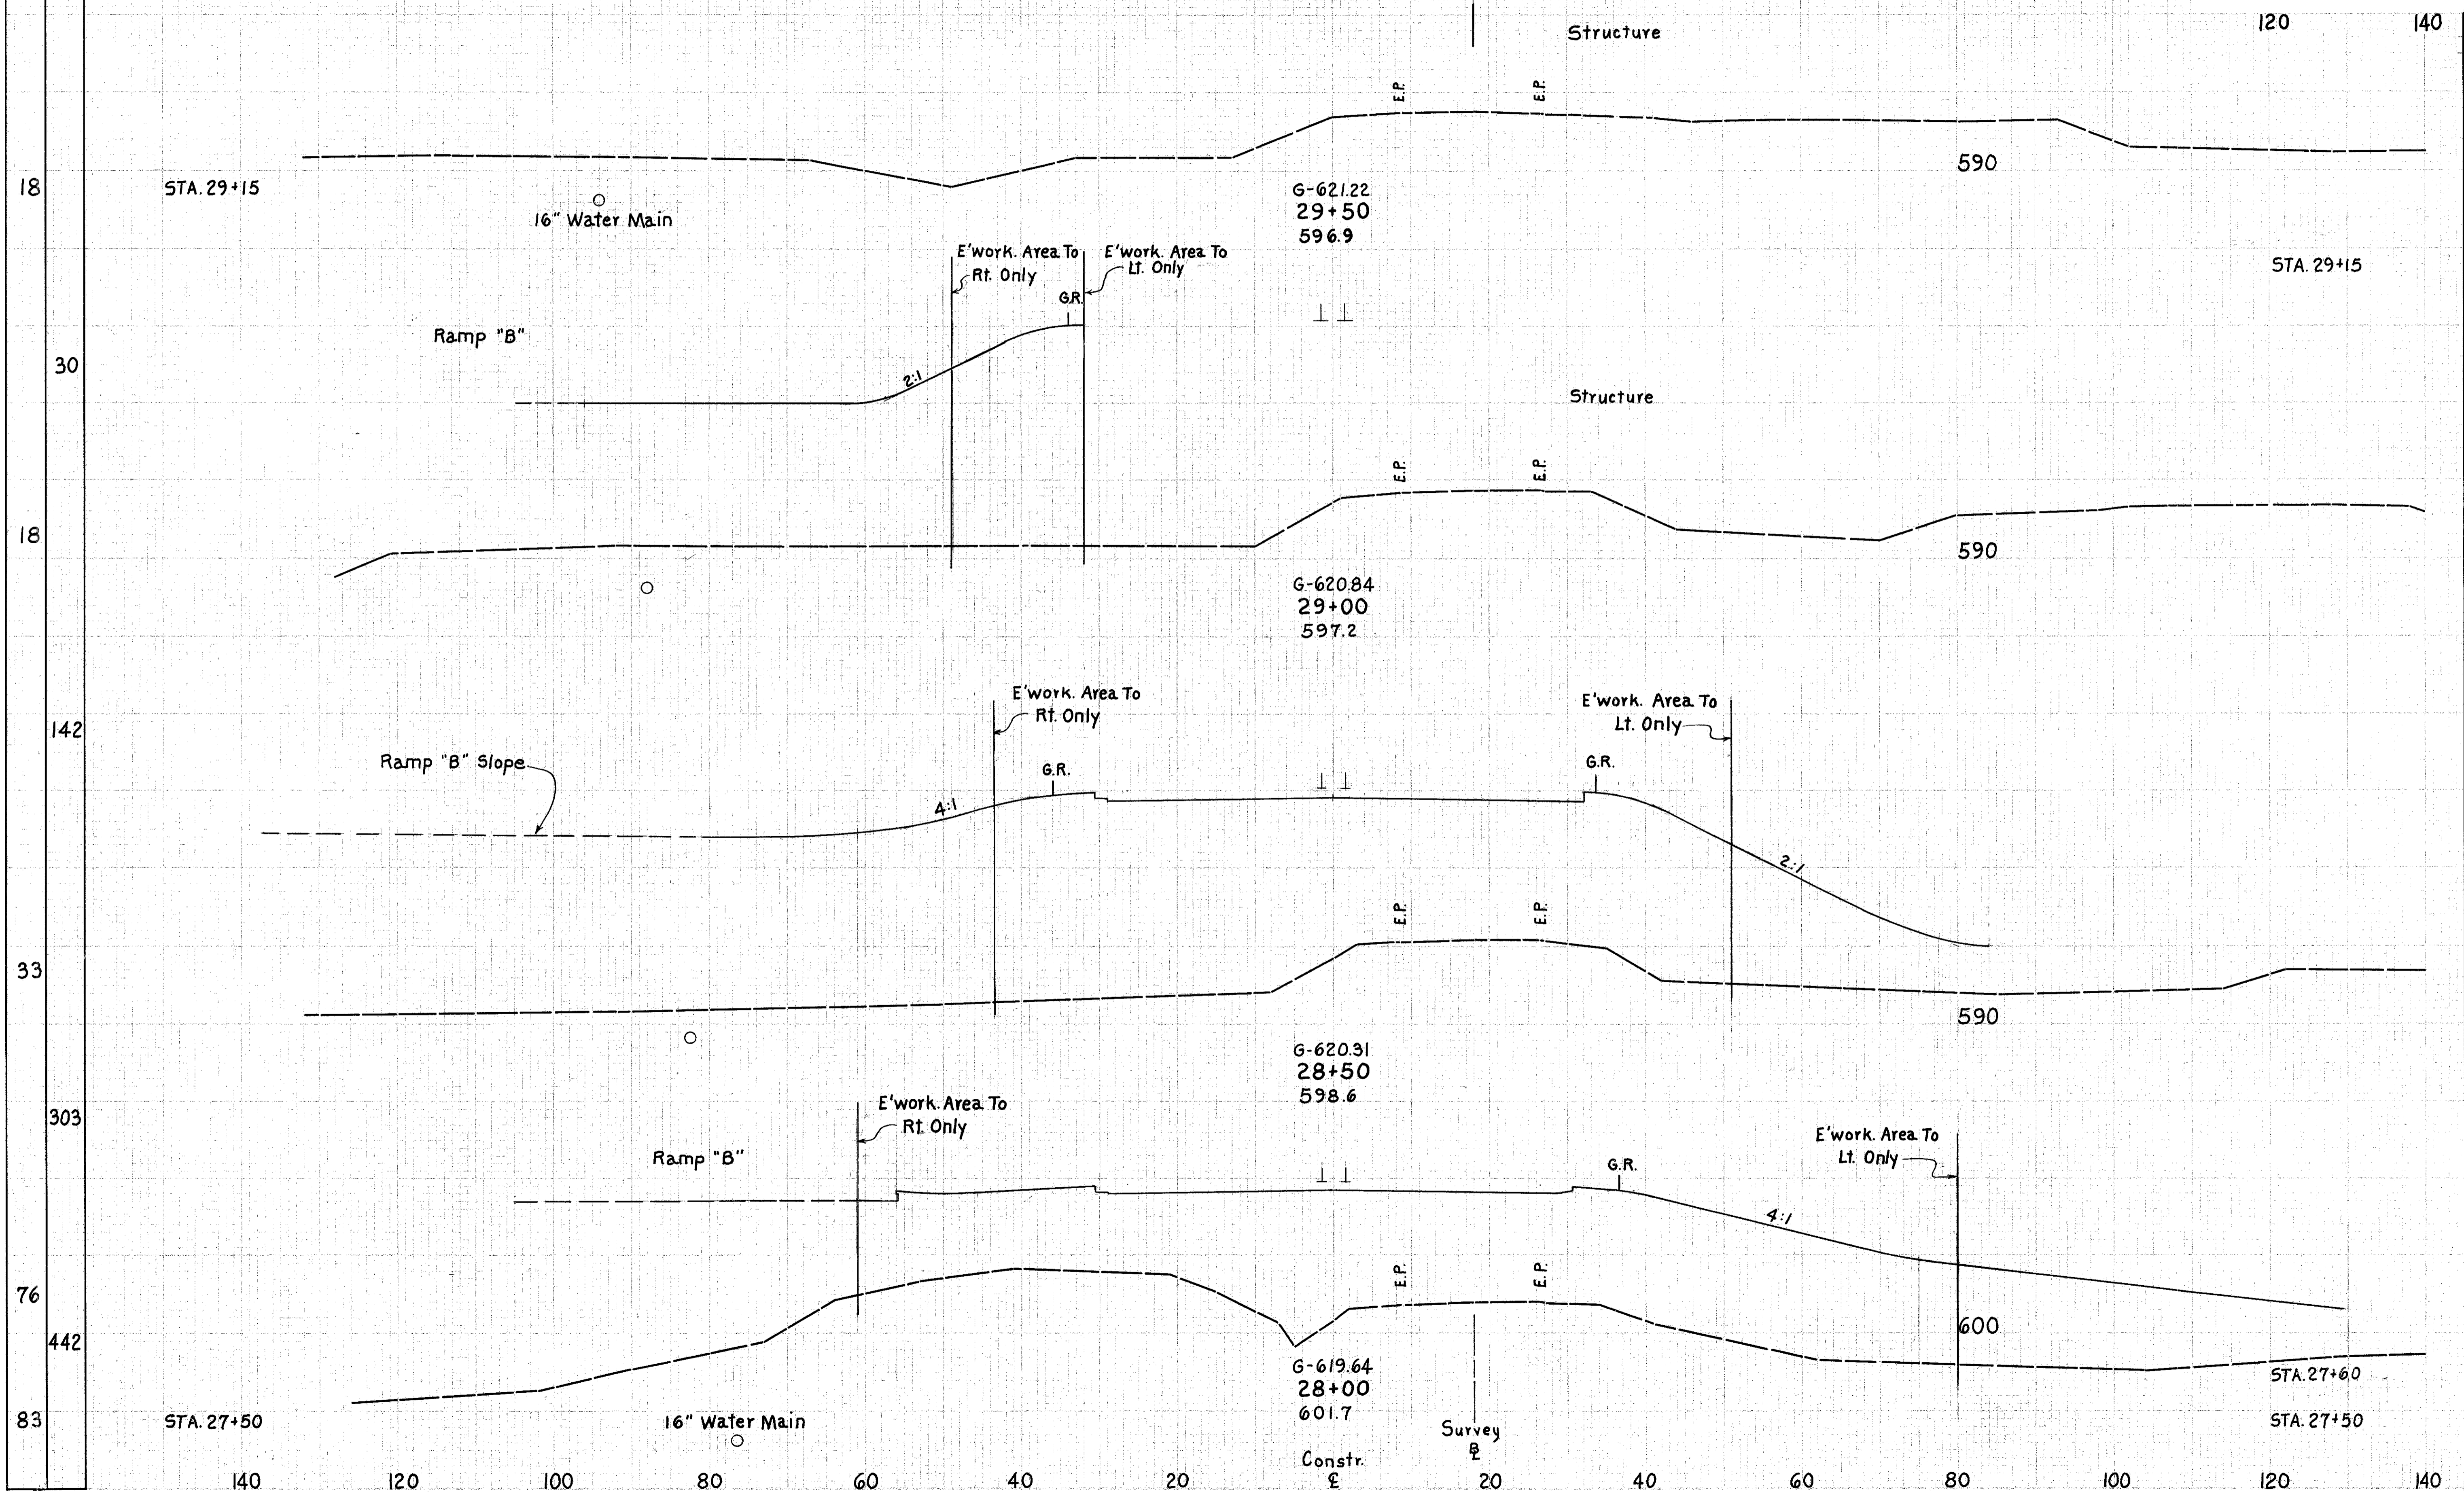 120 140
Structure
E.P. E.P.
590
18 STA. 29+15
16" Water Main
G-621.22
29+50
596.9
E'work. Area To
Rt. Only
E'work. Area To
Lt. Only
STA. 29+15
G.R.
Ramp "B"
30
2:1
Structure
E.P. E.P.
18
590
G-620.84
29+00
597.2
E'work. Area To
Rt. Only
E'work. Area To
Lt. Only
142
Ramp "B" Slope
G.R.
G.R.
4:1
2:1
E.P. E.P.
33
590
G-620.31
28+50
598.6
303
E'work. Area To
Rt. Only
E'work. Area To
Lt. Only
Ramp "B"
G.R.
4:1
E.P. E.P.
76
600
442
G-619.64
28+00
601.7
STA. 27+60
83 STA. 27+50
16" Water Main
STA. 27+50
Survey
B̲L
Constr.
℄
140 120 100 80 60 40 20 20 40 60 80 100 120 140